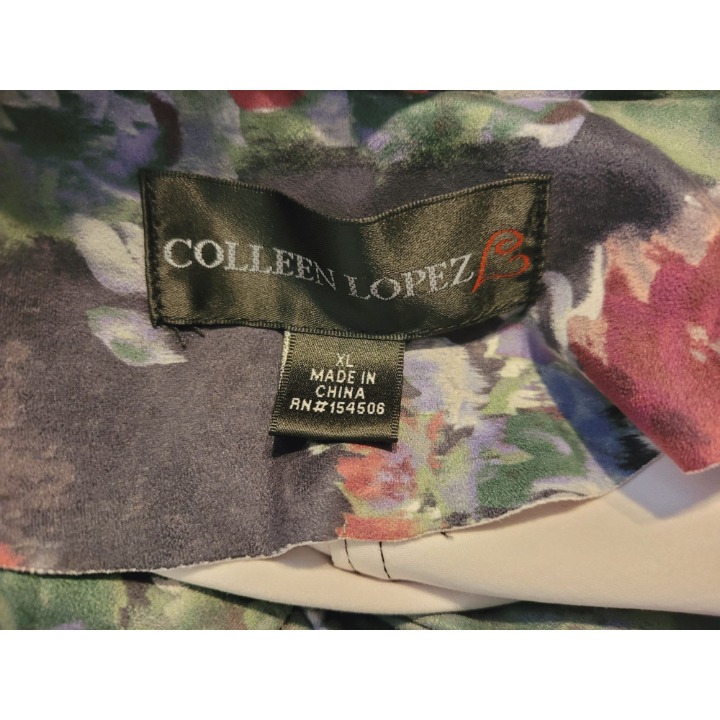 COLLEEN LOPEZ
XL
MADE IN
CHINA
RN#154506